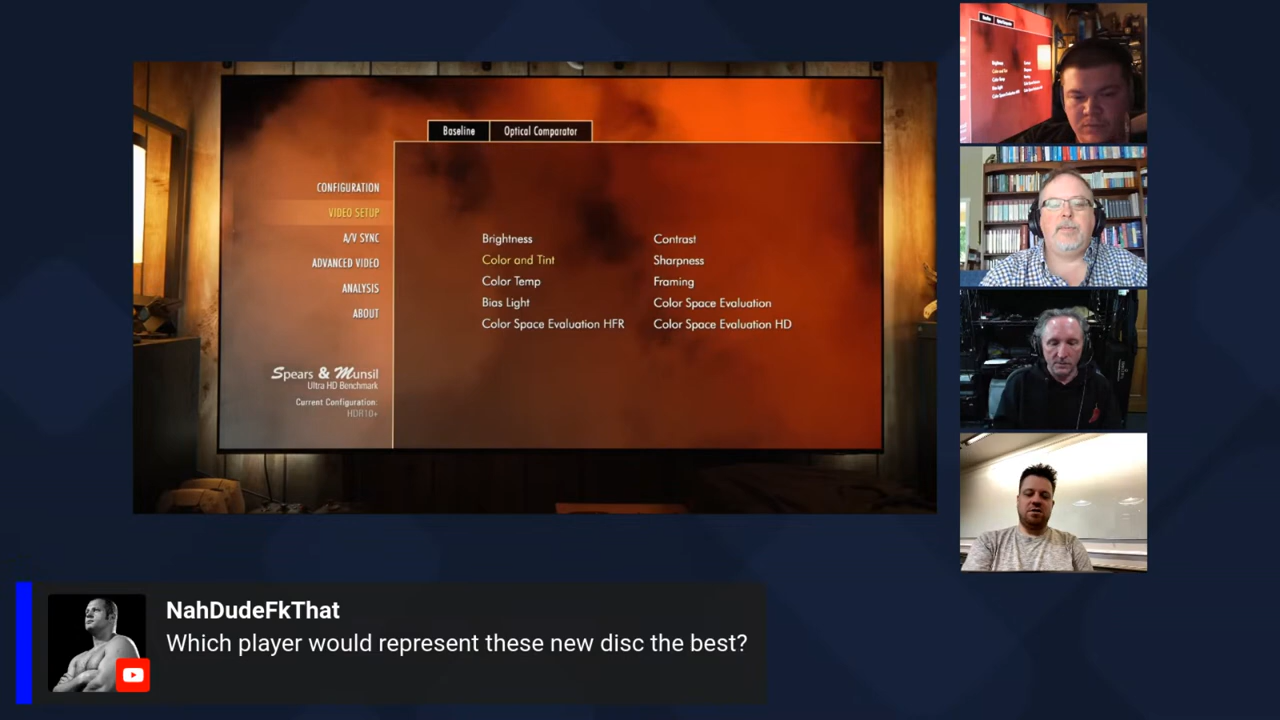 Baseline
Optical Comparator
CONFIGURATION
VIDEO SETUP
A/V SYNC
ADVANCED VIDEO
ANALYSIS
ABOUT
Brightness
Contrast
Color and Tint
Sharpness
Color Temp
Framing
Bias Light
Color Space Evaluation
Color Space Evaluation HFR
Color Space Evaluation HD
Spears & Munsil
Ultra HD Benchmark
Current Configuration:
HDR10+
NahDudeFkThat
Which player would represent these new disc the best?